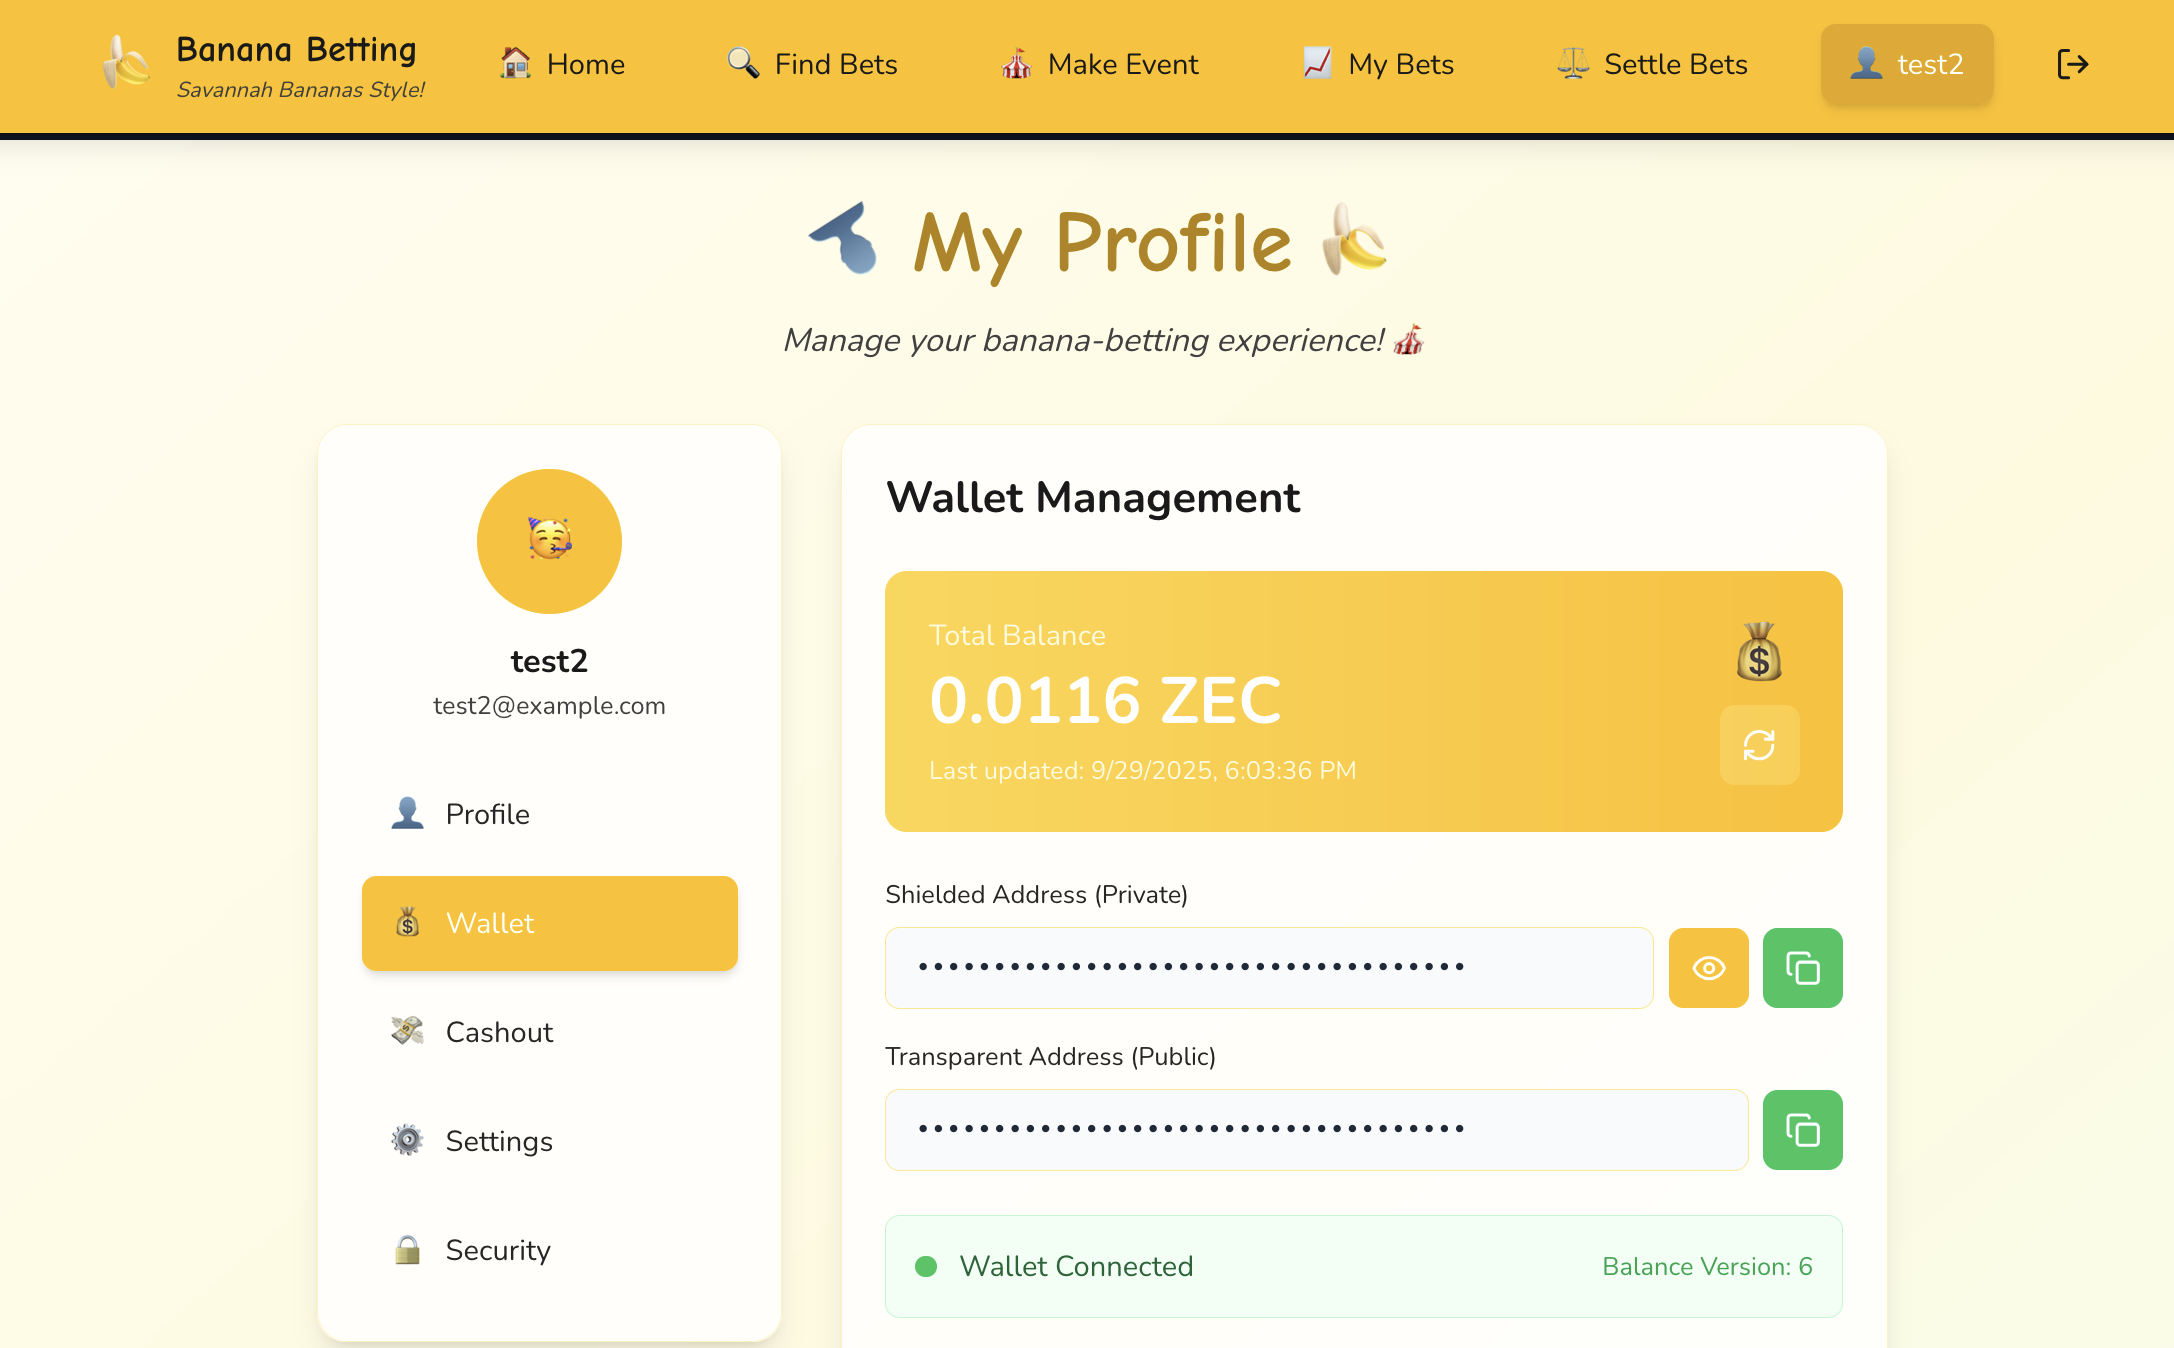 Banana Betting
Savannah Bananas Style!
Home
Find Bets
Make Event
My Bets
Settle Bets
test2
My Profile
Manage your banana-betting experience!
test2
test2@example.com
Profile
Wallet
Cashout
Settings
Security
Wallet Management
Total Balance
0.0116 ZEC
Last updated: 9/29/2025, 6:03:36 PM
Shielded Address (Private)
••••••••••••••••••••••••••••••••••••
Transparent Address (Public)
••••••••••••••••••••••••••••••••••••
Wallet Connected
Balance Version: 6